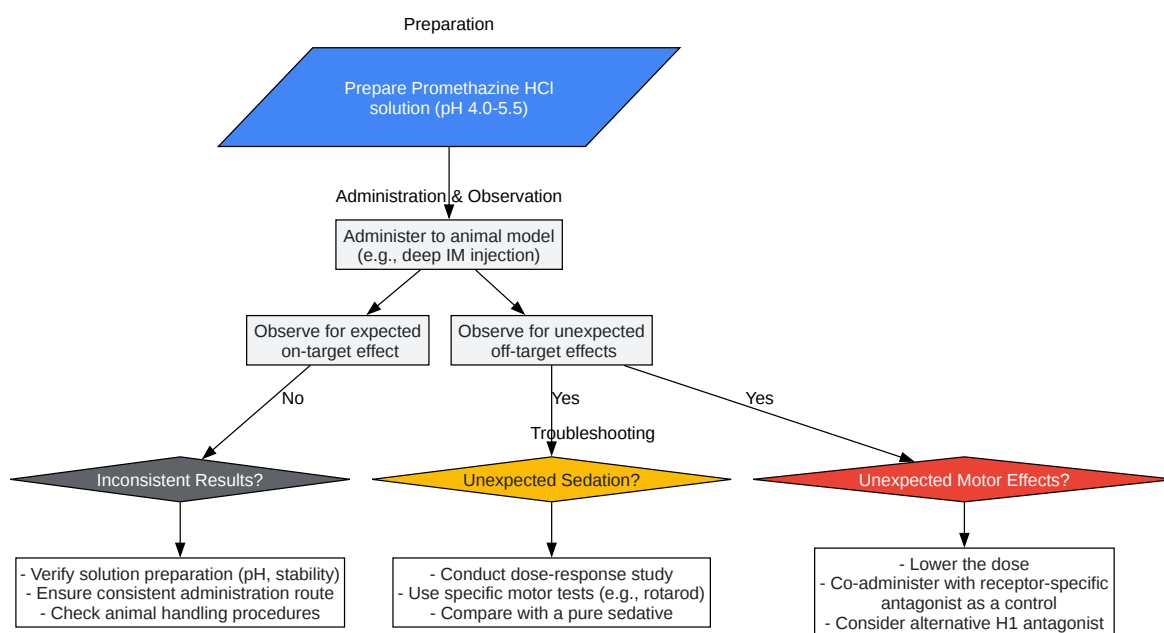 Preparation
Prepare Promethazine HCl
solution (pH 4.0-5.5)
Administration & Observation
Administer to animal model
(e.g., deep IM injection)
Observe for expected
on-target effect
Observe for unexpected
off-target effects
No
Yes
Yes
Troubleshooting
Inconsistent Results?
Unexpected Sedation?
Unexpected Motor Effects?
- Verify solution preparation (pH, stability)
- Ensure consistent administration route
- Check animal handling procedures
- Conduct dose-response study
- Use specific motor tests (e.g., rotarod)
- Compare with a pure sedative
- Lower the dose
- Co-administer with receptor-specific
antagonist as a control
- Consider alternative H1 antagonist